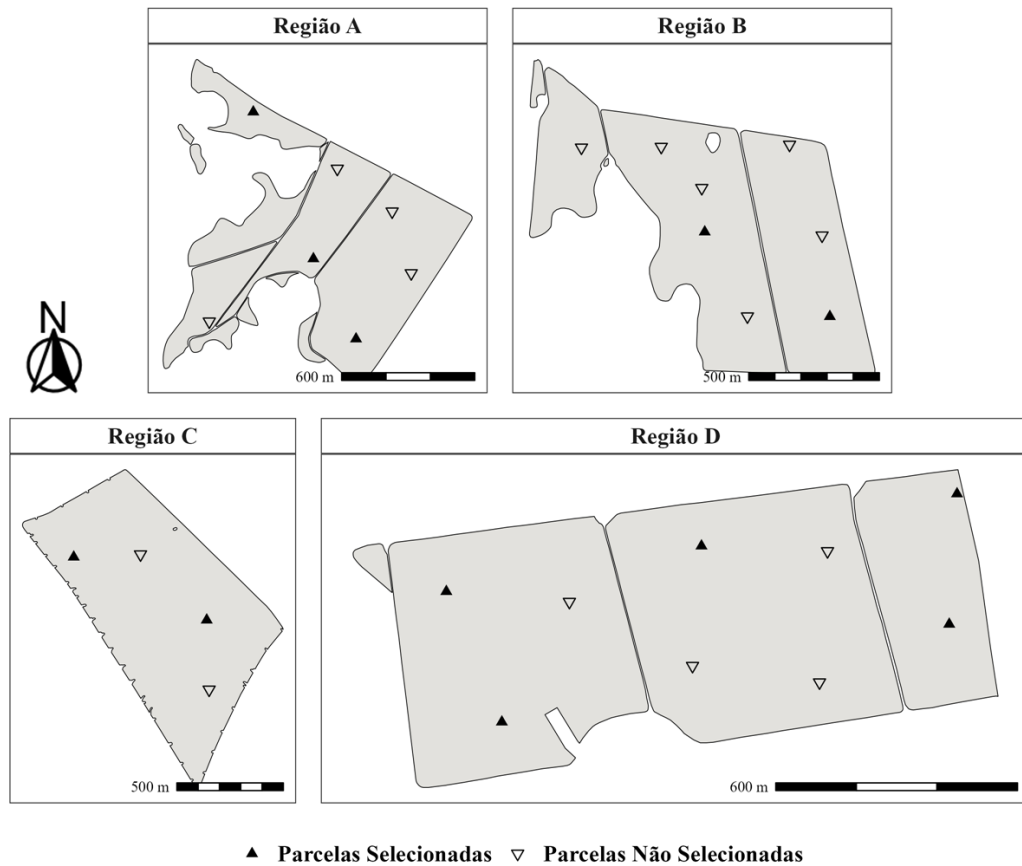 Região A
Região B
600 m
500 m
N
Região C
Região D
500 m
600 m
Parcelas Selecionadas Parcelas Não Selecionadas